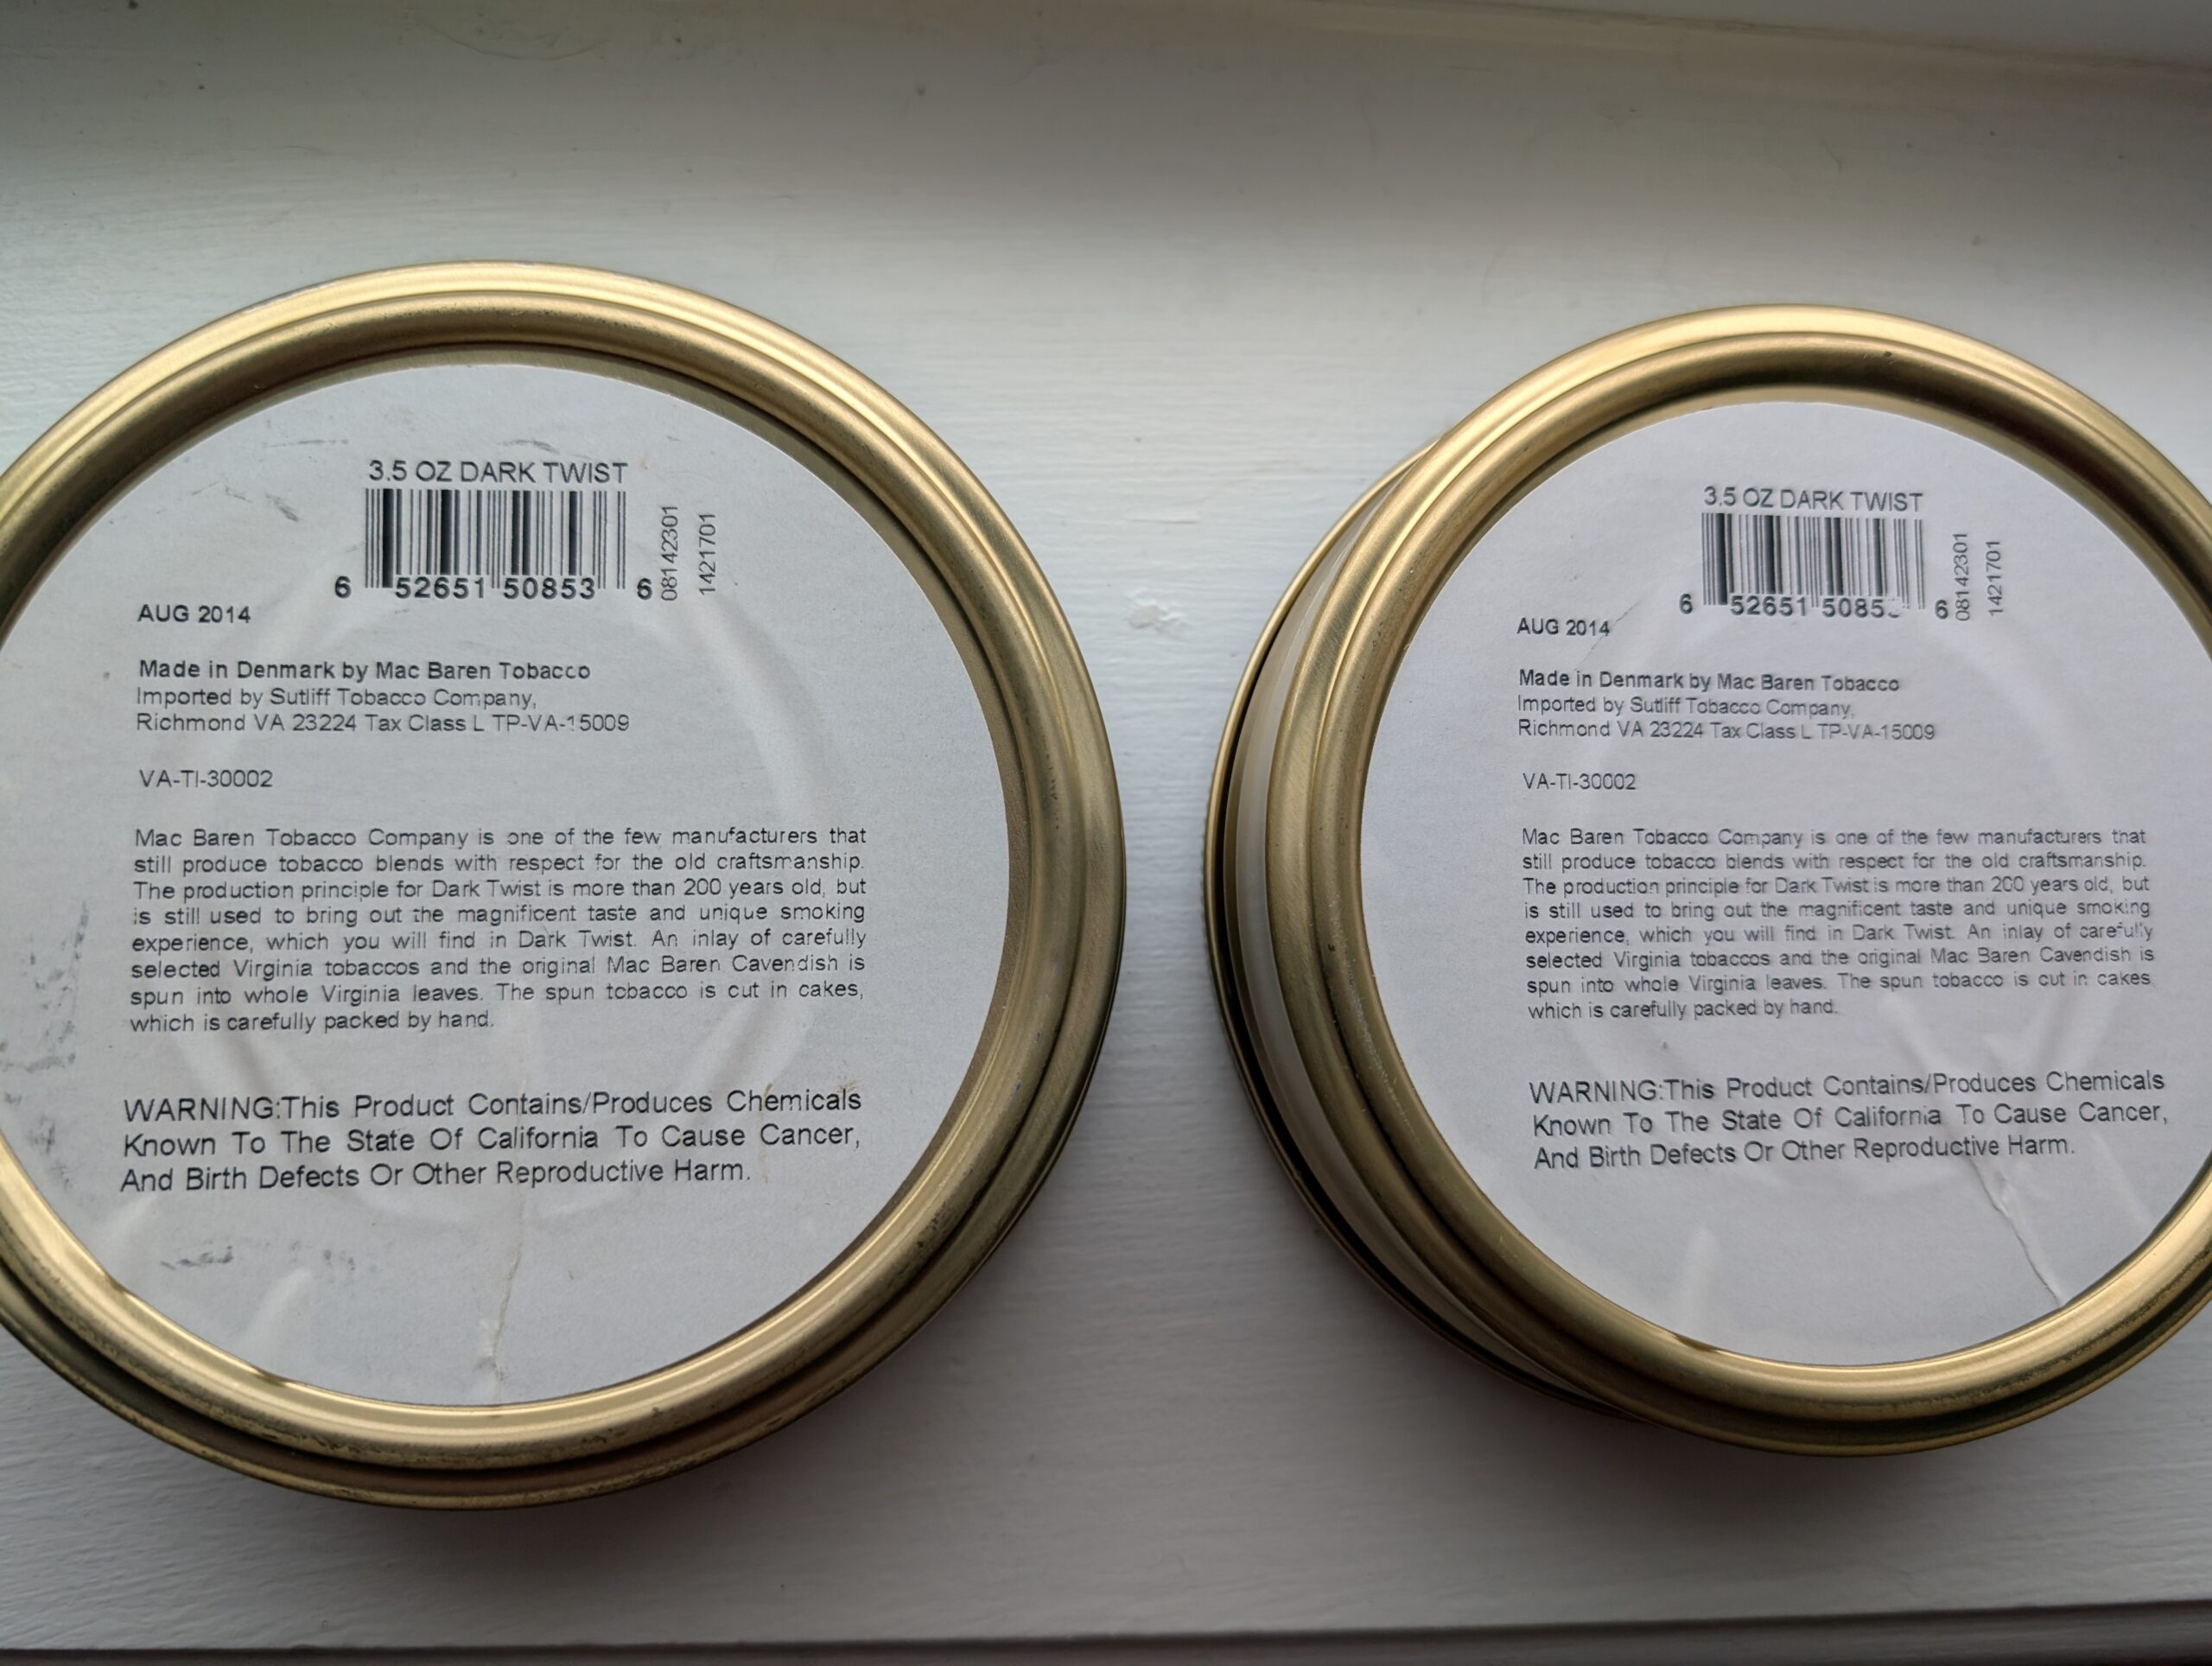 3.5 OZ DARK TWIST
6 52651 50853 6
08142301
1421701
AUG 2014
Made in Denmark by Mac Baren Tobacco
Imported by Sutliff Tobacco Company,
Richmond VA 23224 Tax Class L TP-VA-15009
VA-TI-30002
Mac Baren Tobacco Company is one of the few manufacturers that
still produce tobacco blends with respect for the old craftsmanship.
The production principle for Dark Twist is more than 200 years old, but
is still used to bring out the magnificent taste and unique smoking
experience, which you will find in Dark Twist. An inlay of carefully
selected Virginia tobaccos and the original Mac Baren Cavendish is
spun into whole Virginia leaves. The spun tobacco is cut in cakes,
which is carefully packed by hand.
WARNING:This Product Contains/Produces Chemicals
Known To The State Of California To Cause Cancer,
And Birth Defects Or Other Reproductive Harm.
3.5 OZ DARK TWIST
6 52651 50853 6
08142301
1421701
AUG 2014
Made in Denmark by Mac Baren Tobacco
Imported by Sutliff Tobacco Company,
Richmond VA 23224 Tax Class L TP-VA-15009
VA-TI-30002
Mac Baren Tobacco Company is one of the few manufacturers that
still produce tobacco blends with respect for the old craftsmanship.
The production principle for Dark Twist is more than 200 years old, but
is still used to bring out the magnificent taste and unique smoking
experience, which you will find in Dark Twist. An inlay of carefully
selected Virginia tobaccos and the original Mac Baren Cavendish is
spun into whole Virginia leaves. The spun tobacco is cut in cakes,
which is carefully packed by hand.
WARNING:This Product Contains/Produces Chemicals
Known To The State Of California To Cause Cancer,
And Birth Defects Or Other Reproductive Harm.